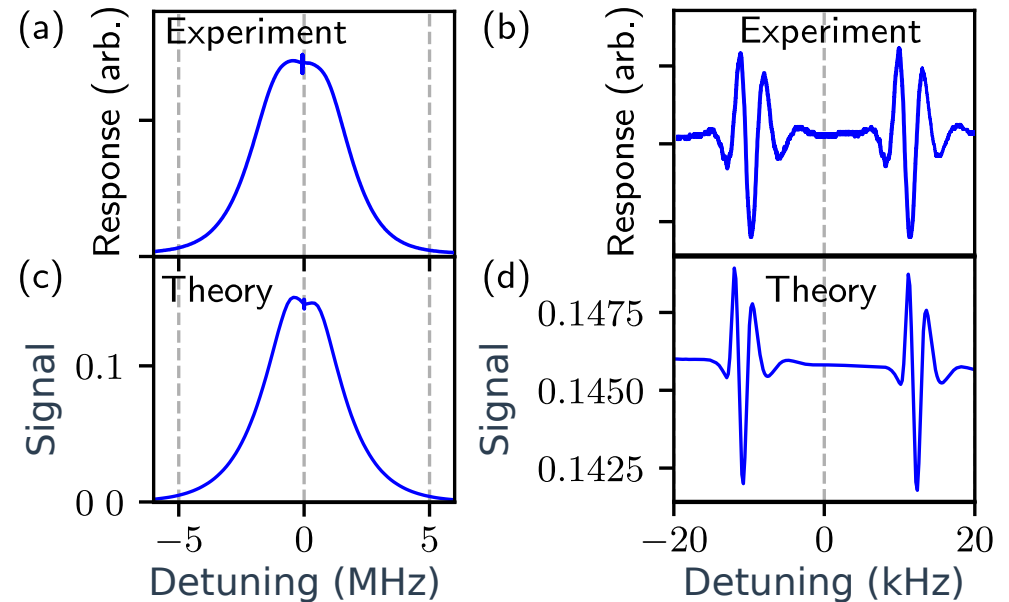 (a)
Experiment
Response (arb.)
(b)
Experiment
Response (arb.)
(c)
Theory
Signal
0.1
0 0
−5
0
5
Detuning (MHz)
(d)
Theory
Signal
0.1475
0.1450
0.1425
−20
0
20
Detuning (kHz)